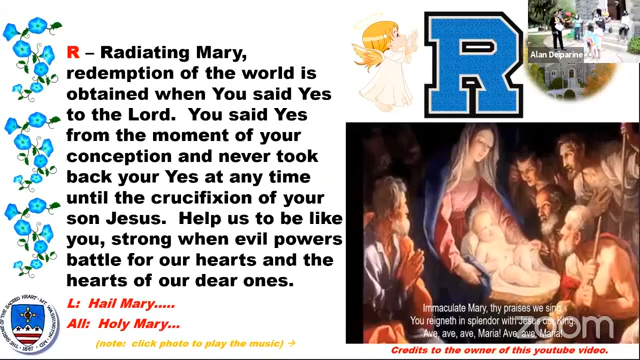 R – Radiating Mary,
redemption of the world is
obtained when You said Yes
to the Lord. You said Yes
from the moment of your
conception and never took
back your Yes at any time
until the crucifixion of your
son Jesus. Help us to be like
you, strong when evil powers
battle for our hearts and the
hearts of our dear ones.
L: Hail Mary.....
All: Holy Mary...
(note: click photo to play the music) →
R
Alan Deiparine
Immaculate Mary, thy praises we sing
You reigneth in splendor with Jesus our King
Ave, ave, ave, Maria! Ave, ave, Maria!
zoom
Credits to the owner of this youtube video.